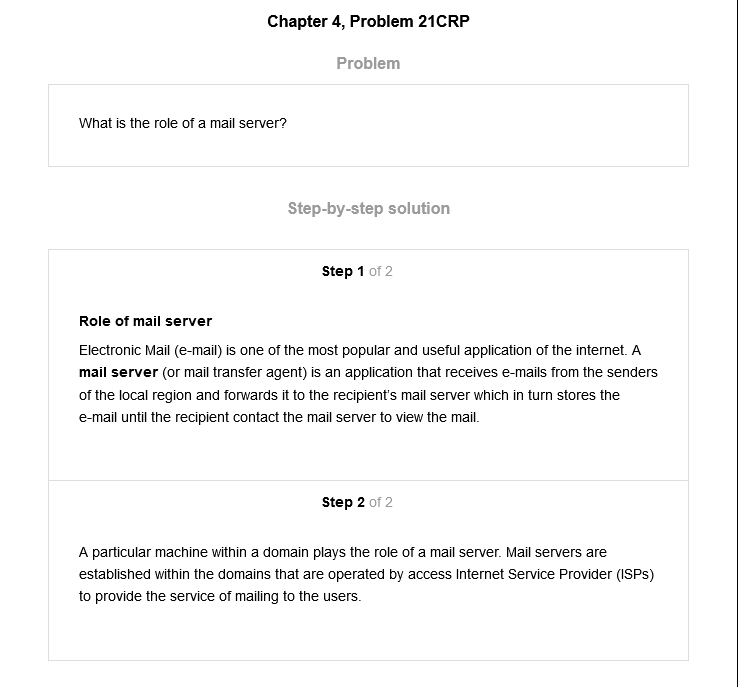 Chapter 4, Problem 21CRP
Problem
What is the role of a mail server?
Step-by-step solution
Step 1 of 2
Role of mail server
Electronic Mail (e-mail) is one of the most popular and useful application of the internet. A
mail server (or mail transfer agent) is an application that receives e-mails from the senders
of the local region and forwards it to the recipient's mail server which in turn stores the
e-mail until the recipient contact the mail server to view the mail.
Step 2 of 2
A particular machine within a domain plays the role of a mail server. Mail servers are
established within the domains that are operated by access Internet Service Provider (ISPs)
to provide the service of mailing to the users.